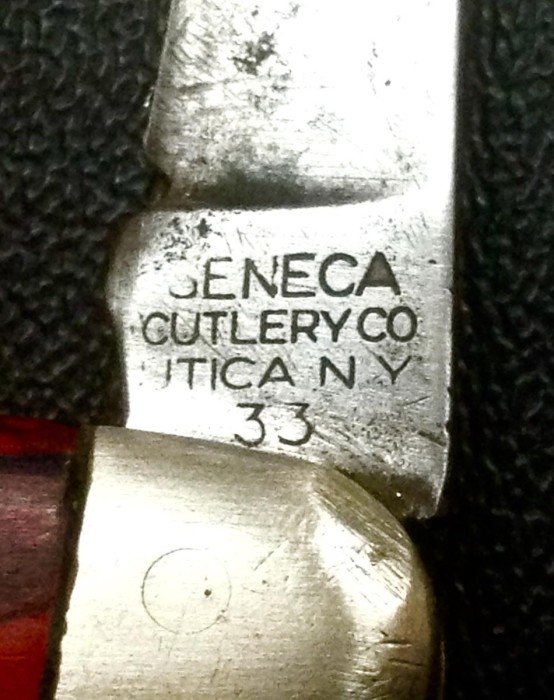 SENECA
CUTLERY CO
UTICA N Y
33